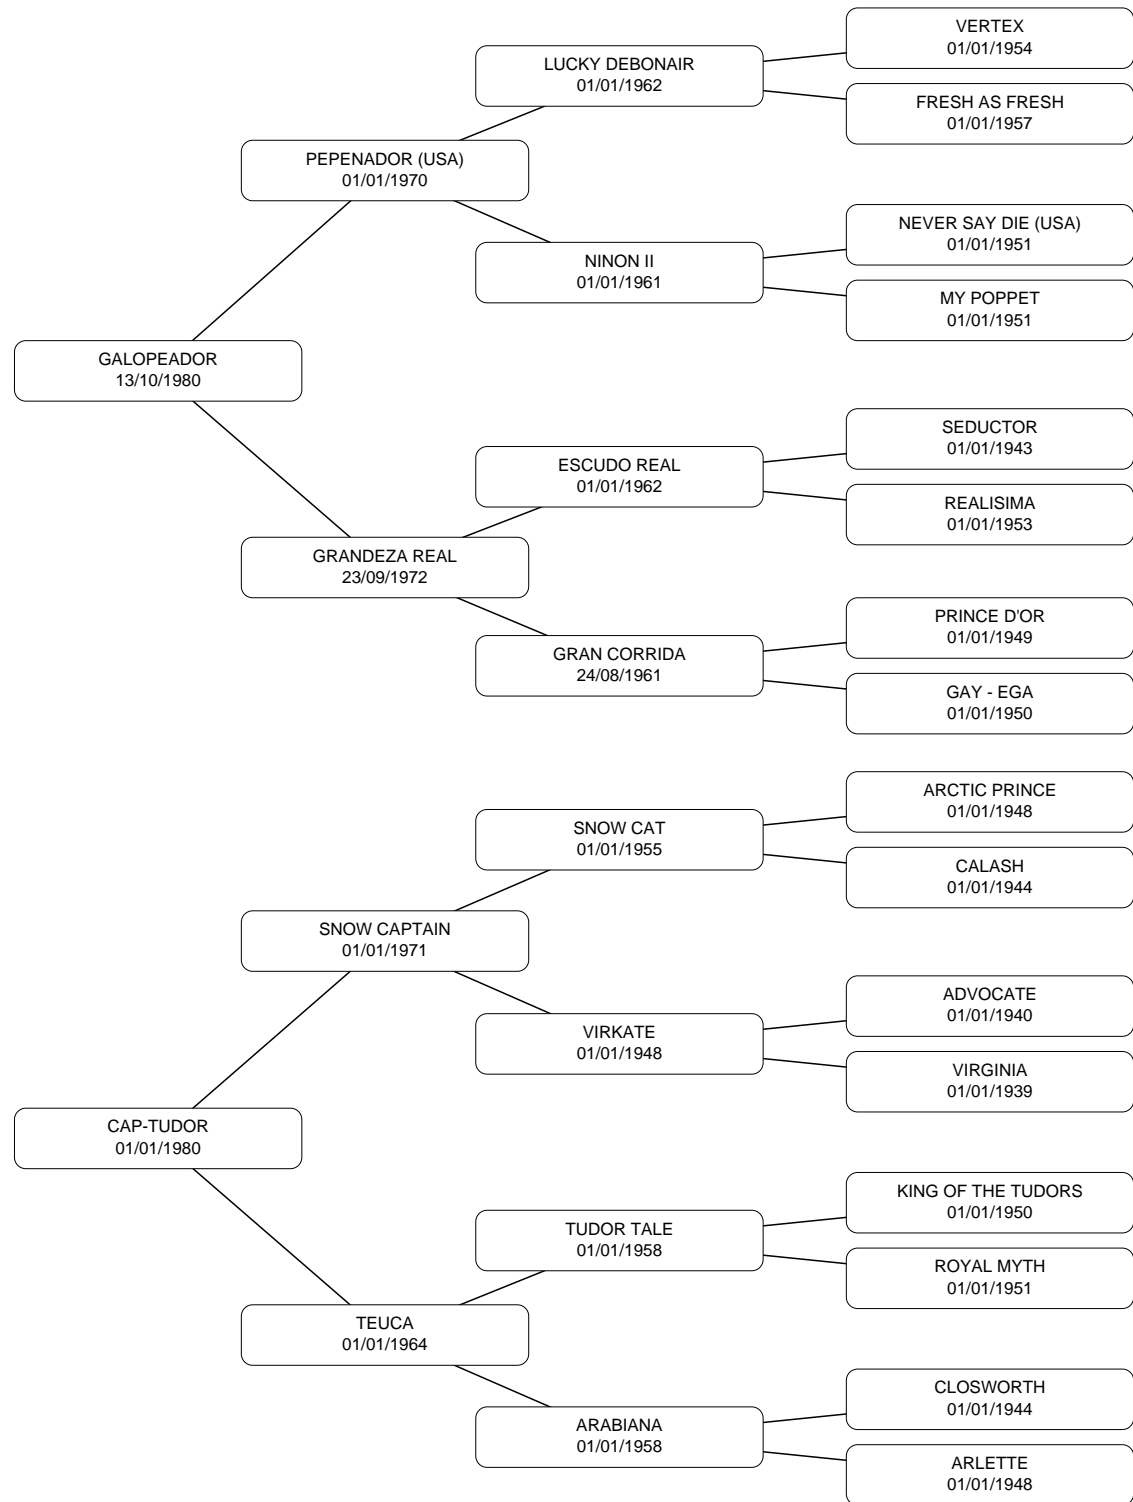 VERTEX
01/01/1954
LUCKY DEBONAIR
01/01/1962
FRESH AS FRESH
01/01/1957
PEPENADOR (USA)
01/01/1970
NEVER SAY DIE (USA)
01/01/1951
NINON II
01/01/1961
MY POPPET
01/01/1951
GALOPEADOR
13/10/1980
SEDUCTOR
01/01/1943
ESCUDO REAL
01/01/1962
REALISIMA
01/01/1953
GRANDEZA REAL
23/09/1972
PRINCE D'OR
01/01/1949
GRAN CORRIDA
24/08/1961
GAY - EGA
01/01/1950
ARCTIC PRINCE
01/01/1948
SNOW CAT
01/01/1955
CALASH
01/01/1944
SNOW CAPTAIN
01/01/1971
ADVOCATE
01/01/1940
VIRKATE
01/01/1948
VIRGINIA
01/01/1939
CAP-TUDOR
01/01/1980
KING OF THE TUDORS
01/01/1950
TUDOR TALE
01/01/1958
ROYAL MYTH
01/01/1951
TEUCA
01/01/1964
CLOSWORTH
01/01/1944
ARABIANA
01/01/1958
ARLETTE
01/01/1948